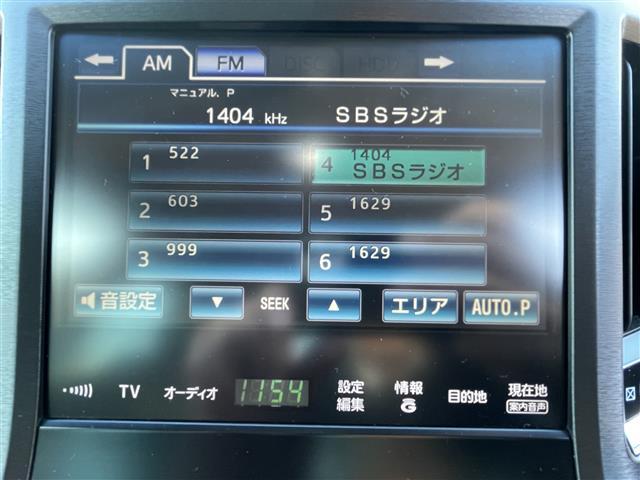 AM FM DISC HDD
マニュアル.P
1404 kHz SBSラジオ
1 522
4 1404 SBSラジオ
2 603
5 1629
3 999
6 1629
音設定 ▼ SEEK ▲ エリア AUTO.P
TV オーディオ 1154 設定編集 情報G 目的地 現在地 案内音声